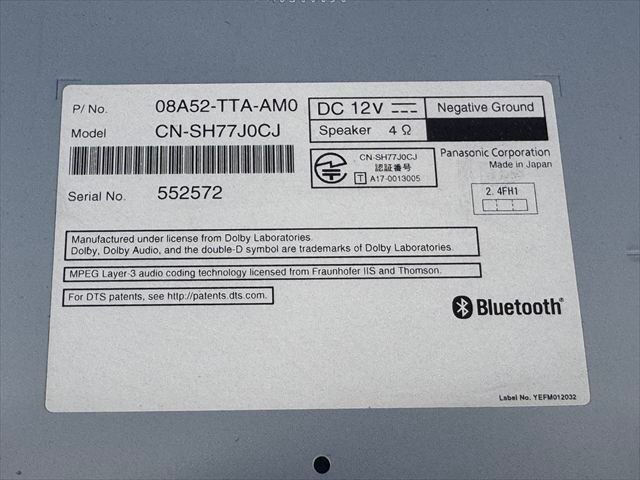 P/ No. 08A52-TTA-AM0
Model CN-SH77J0CJ
Serial No. 552572
DC 12V
Negative Ground
Speaker 4 Ω
CN-SH77J0CJ
認証番号
T A17-0013005
Panasonic Corporation
Made in Japan
2.4FH1
Manufactured under license from Dolby Laboratories.
Dolby, Dolby Audio, and the double-D symbol are trademarks of Dolby Laboratories.
MPEG Layer-3 audio coding technology licensed from Fraunhofer IIS and Thomson.
For DTS patents, see http://patents.dts.com.
Bluetooth®
Label No. YEFM012032